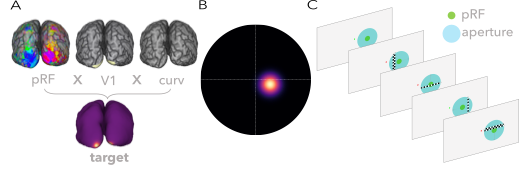 A
B
C
pRF X V1 X curv
target
pRF
aperture